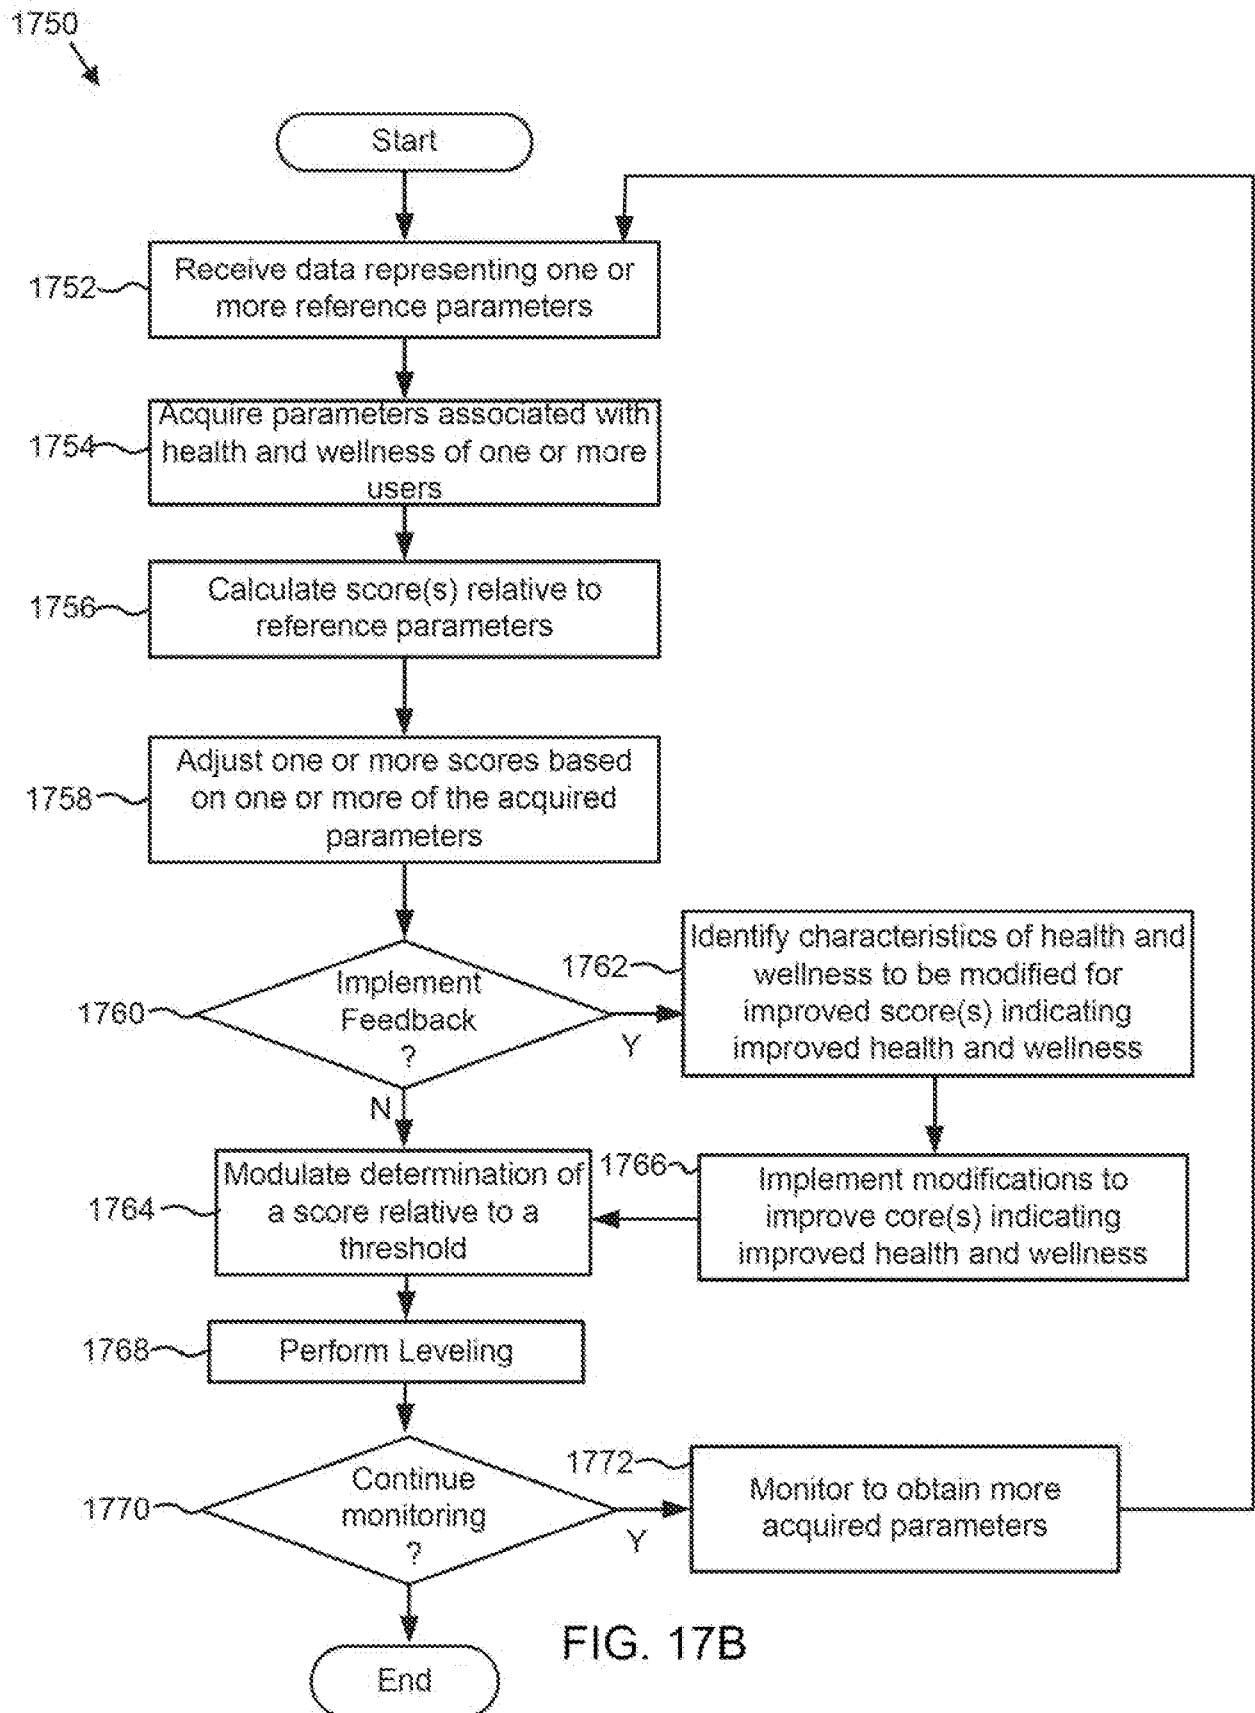 1750
Start
1752
Receive data representing one or
more reference parameters
1754
Acquire parameters associated with
health and wellness of one or more
users
1756
Calculate score(s) relative to
reference parameters
1758
Adjust one or more scores based
on one or more of the acquired
parameters
1760
Implement
Feedback
?
Y
N
1762
Identify characteristics of health and
wellness to be modified for
improved score(s) indicating
improved health and wellness
1766
Implement modifications to
improve core(s) indicating
improved health and wellness
1764
Modulate determination of
a score relative to a
threshold
1768
Perform Leveling
1770
Continue
monitoring
?
Y
1772
Monitor to obtain more
acquired parameters
End
FIG. 17B